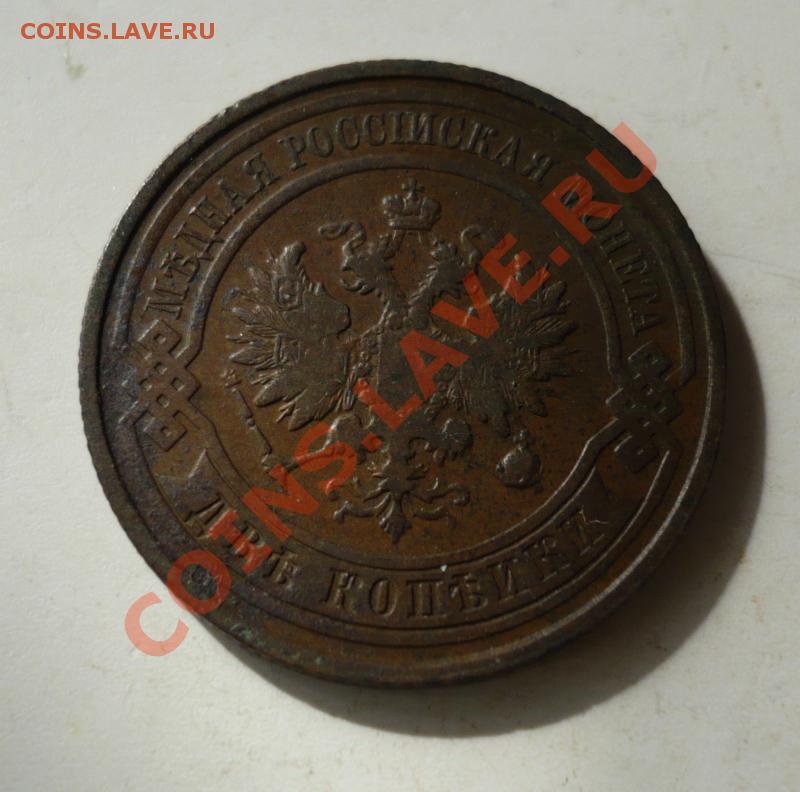 COINS.LAVE.RU
МѢДНАЯ РОССІЙСКАЯ МОНЕТА
ДВѢ КОПѢЙКИ
COINS.LAVE.RU